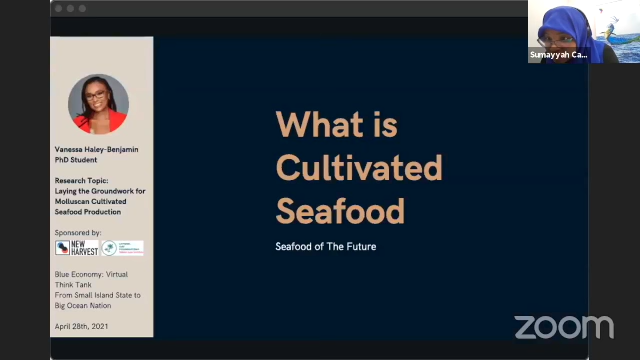 Vanessa Haley-Benjamin
PhD Student
Research Topic:
Laying the Groundwork for
Molluscan Cultivated
Seafood Production
Sponsored by:
NEW
HARVEST
Blue Economy: Virtual
Think Tank
From Small Island State to
Big Ocean Nation
April 28th, 2021
What is
Cultivated
Seafood
Seafood of The Future
Sumayyah Ca...
zoom